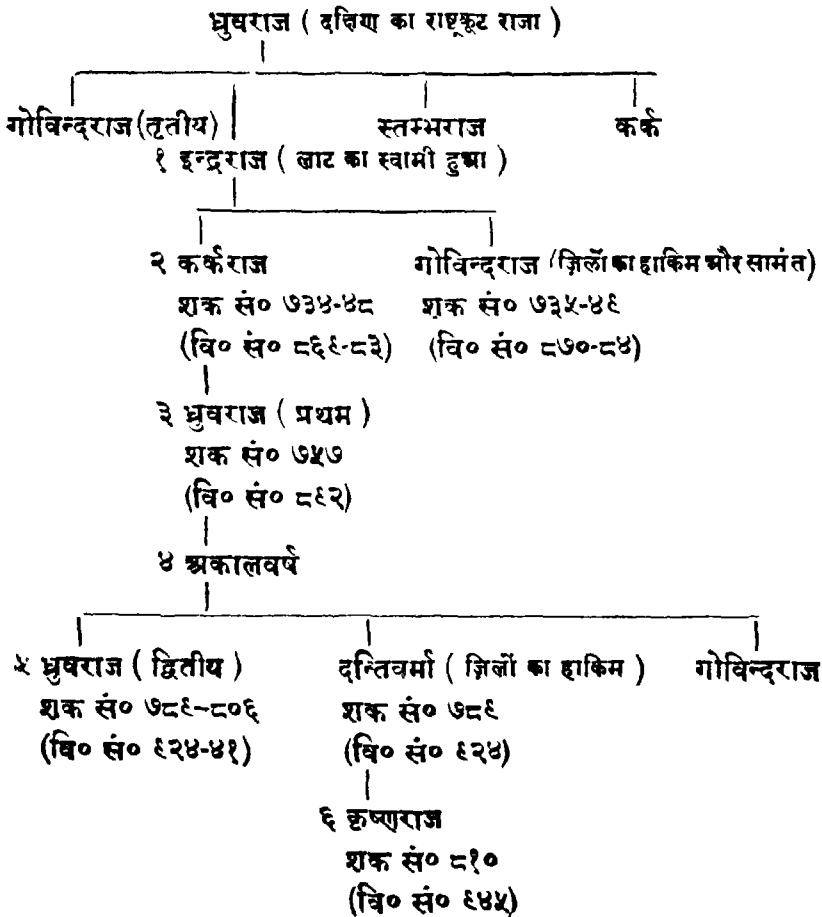 ध्रुवराज ( दक्षिण का राष्ट्रकूट राजा )
गोविन्दराज (तृतीय) स्तम्भराज कर्क
१ इन्द्रराज ( लाट का स्वामी हुआ )
२ कर्कराज गोविन्दराज (ज़िलों का हाकिम और सामंत)
शक सं० ७३४-४८ शक सं० ७३५-४९
(वि० सं० ८६९-८३) (वि० सं० ८७०-८४)
३ ध्रुवराज ( प्रथम )
शक सं० ७५७
(वि० सं० ८९२)
४ अकालवर्ष
५ ध्रुवराज ( द्वितीय ) दन्तिवर्मा ( ज़िलों का हाकिम ) गोविन्दराज
शक सं० ७८९-८०६ शक सं० ७८९
(वि० सं० ९२४-४१) (वि० सं० ९२४)
६ कृष्णराज
शक सं० ८१०
(वि० सं० ९४५)